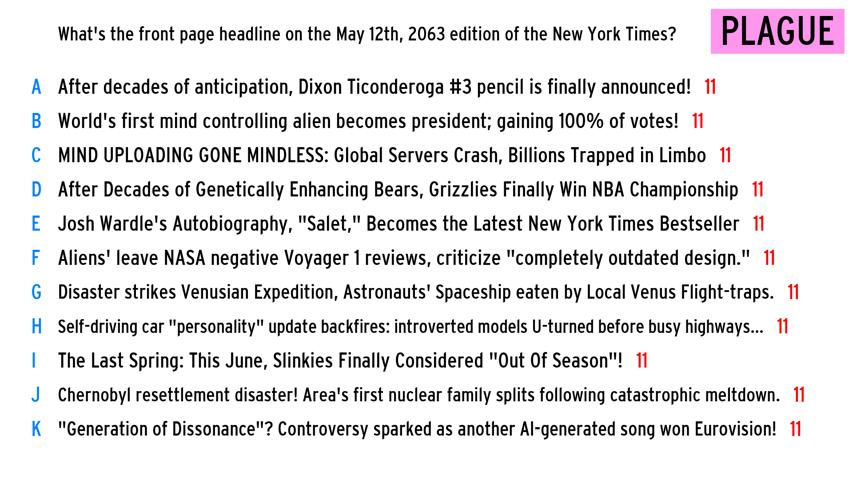 What's the front page headline on the May 12th, 2063 edition of the New York Times?
PLAGUE
A After decades of anticipation, Dixon Ticonderoga #3 pencil is finally announced! 11
B World's first mind controlling alien becomes president; gaining 100% of votes! 11
C MIND UPLOADING GONE MINDLESS: Global Servers Crash, Billions Trapped in Limbo 11
D After Decades of Genetically Enhancing Bears, Grizzlies Finally Win NBA Championship 11
E Josh Wardle's Autobiography, "Salet," Becomes the Latest New York Times Bestseller 11
F Aliens' leave NASA negative Voyager 1 reviews, criticize "completely outdated design." 11
G Disaster strikes Venusian Expedition, Astronauts' Spaceship eaten by Local Venus Flight-traps. 11
H Self-driving car "personality" update backfires: introverted models U-turned before busy highways... 11
I The Last Spring: This June, Slinkies Finally Considered "Out Of Season"! 11
J Chernobyl resettlement disaster! Area's first nuclear family splits following catastrophic meltdown. 11
K "Generation of Dissonance"? Controversy sparked as another AI-generated song won Eurovision! 11